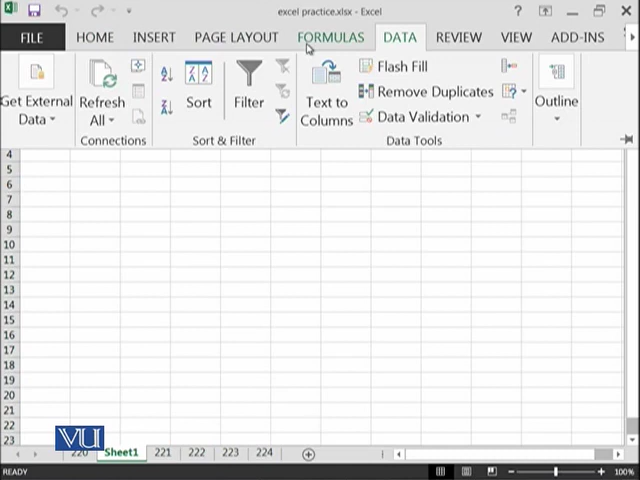 excel practice.xlsx - Excel
FILE HOME INSERT PAGE LAYOUT FORMULAS DATA REVIEW VIEW ADD-INS
Get External Data
Refresh All
Connections
Sort
Filter
Sort & Filter
Text to Columns
Flash Fill
Remove Duplicates
Data Validation
Data Tools
Outline
4
5
6
7
8
9
10
11
12
13
14
15
16
17
18
19
20
21
22
23
VU
220 Sheet1 221 222 223 224
READY 100%